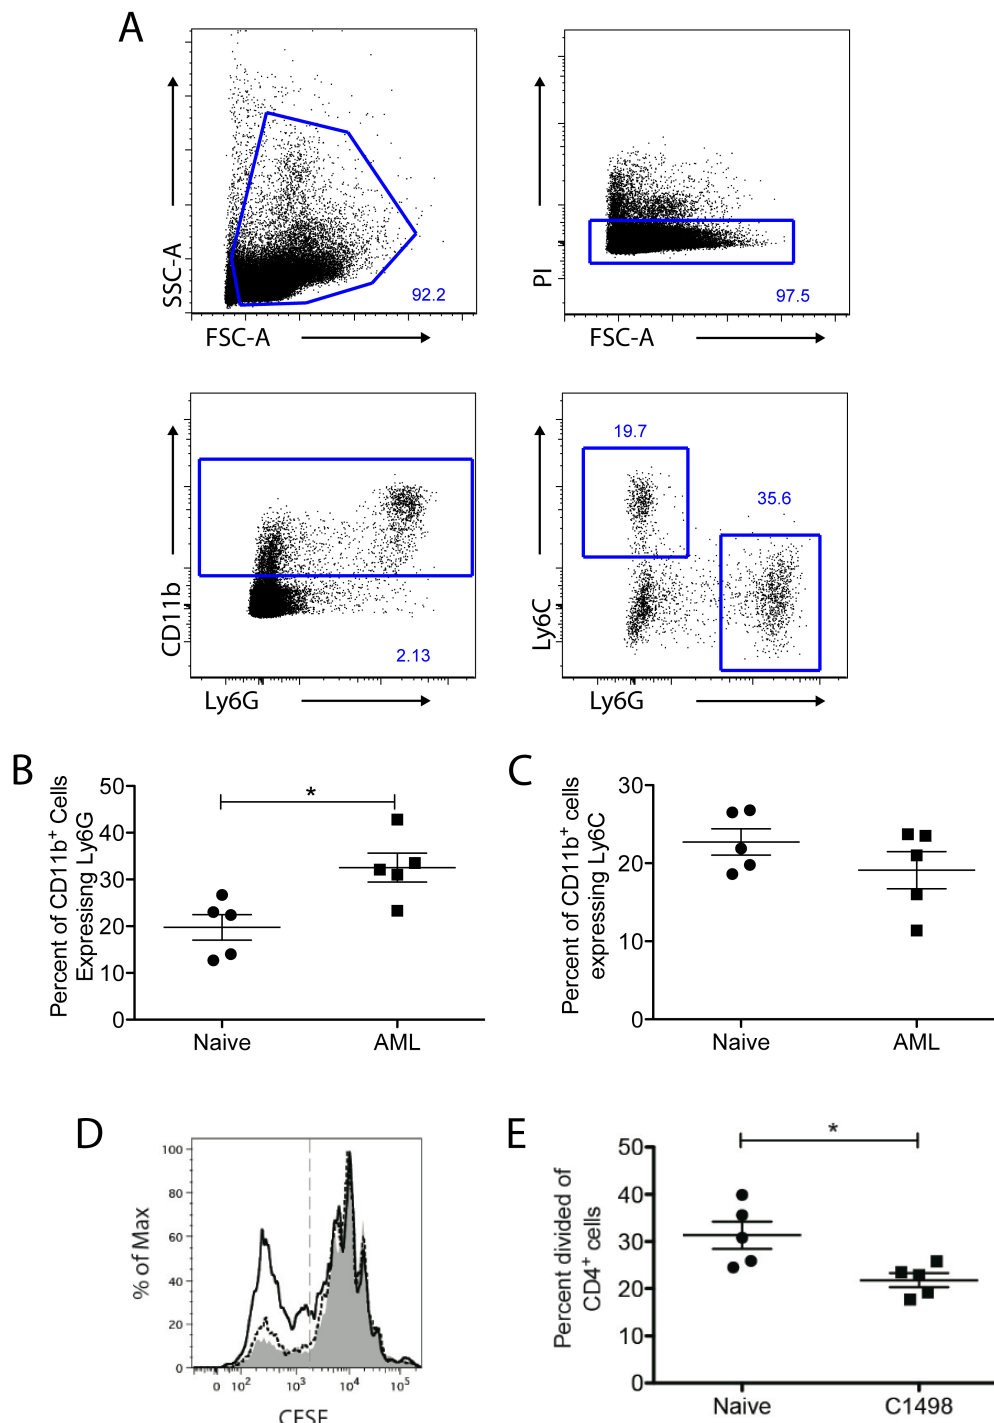 A
SSC-A
92.2
FSC-A
PI
97.5
FSC-A
CD11b
2.13
Ly6G
Ly6C
19.7
35.6
Ly6G
B
Percent of CD11b+ Cells
Expresisng Ly6G
50
40
30
20
10
0
*
Naive
AML
C
Percent of CD11b+ cells
expressing Ly6C
30
20
10
0
Naive
AML
D
% of Max
100
80
60
40
20
0
0 10² 10³ 10⁴ 10⁵
CFSE
E
Percent divided of
CD4+ cells
50
40
30
20
10
0
*
Naive
C1498